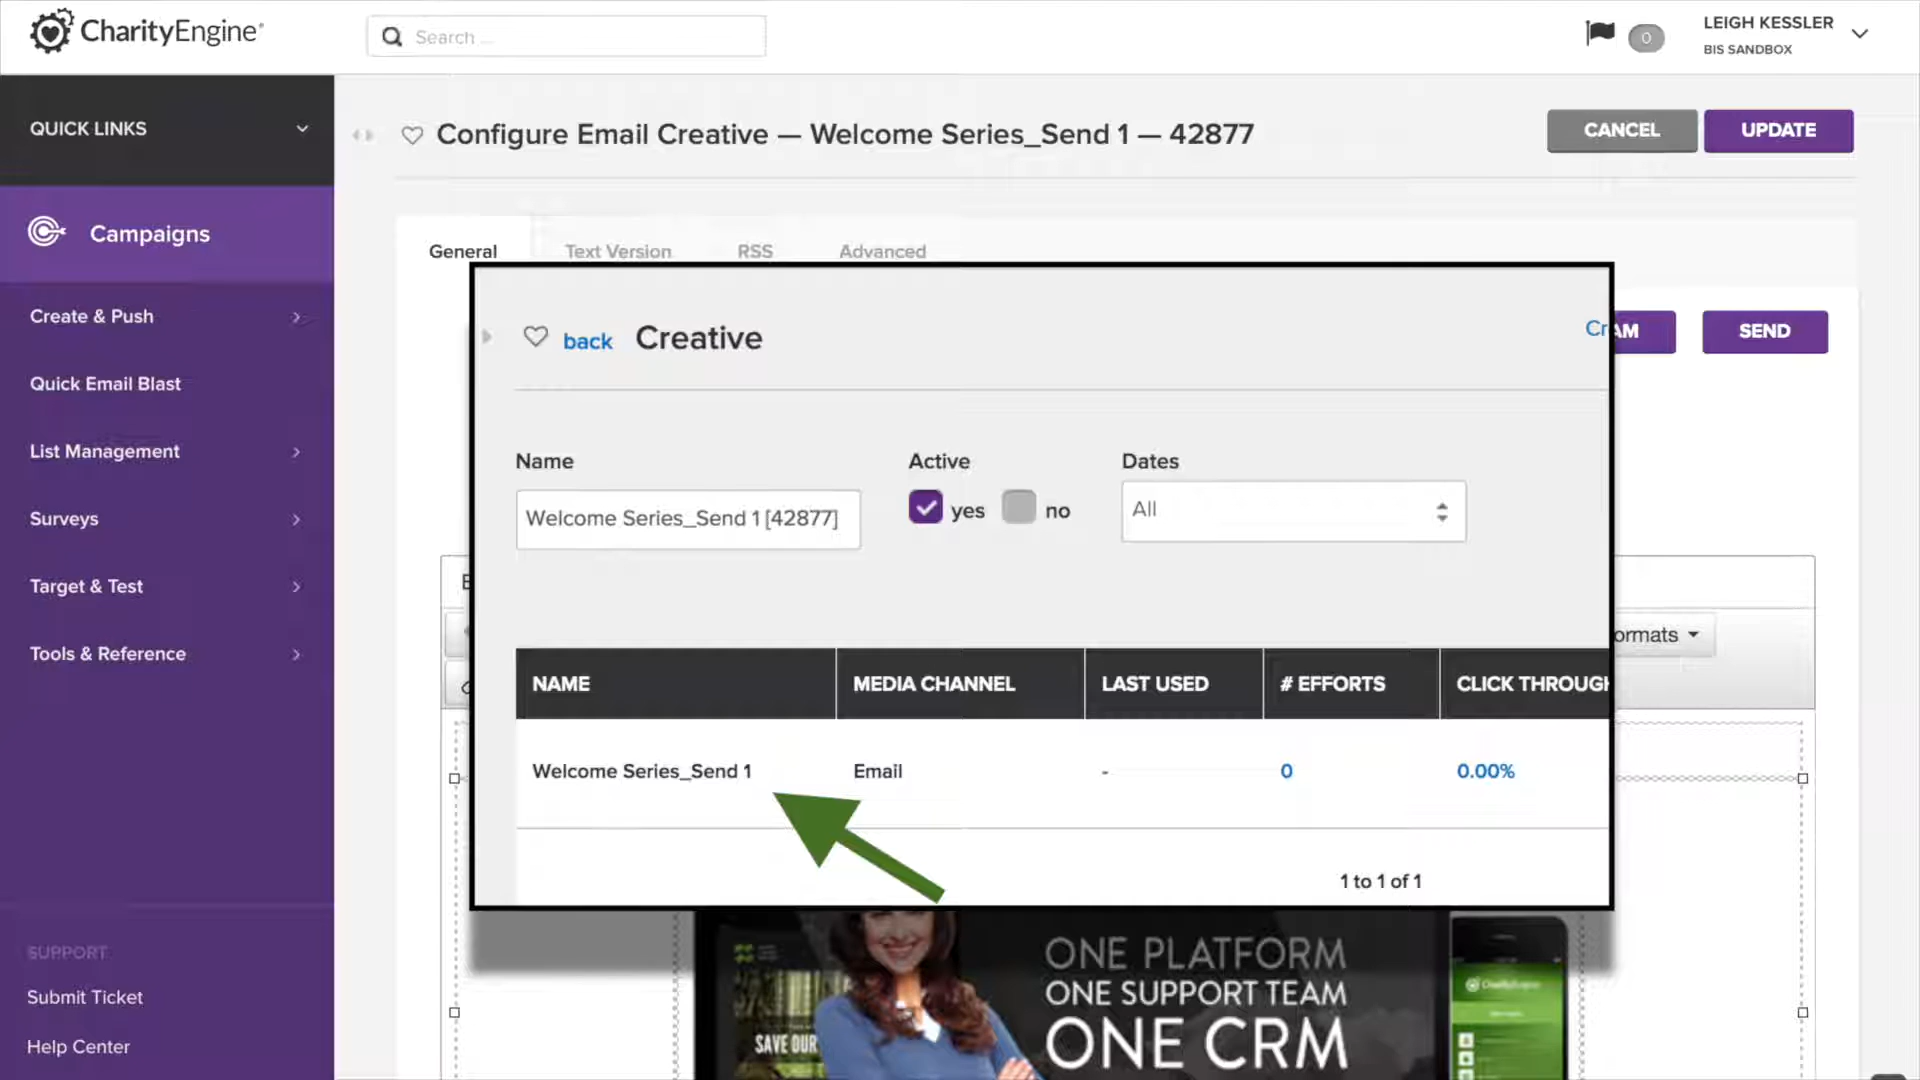 CharityEngine®
Search ...
0
LEIGH KESSLER
BIS SANDBOX
QUICK LINKS
Configure Email Creative — Welcome Series_Send 1 — 42877
CANCEL
UPDATE
Campaigns
General
Text Version
RSS
Advanced
Create & Push
Quick Email Blast
List Management
Surveys
Target & Test
Tools & Reference
SUPPORT
Submit Ticket
Help Center
back
Creative
SEND
Name
Active
Dates
Welcome Series_Send 1 [42877]
yes
no
All
NAME
MEDIA CHANNEL
LAST USED
# EFFORTS
CLICK THROUGH
Welcome Series_Send 1
Email
-
0
0.00%
1 to 1 of 1
ONE PLATFORM
ONE SUPPORT TEAM
ONE CRM
SAVE OUR
CharityEngine